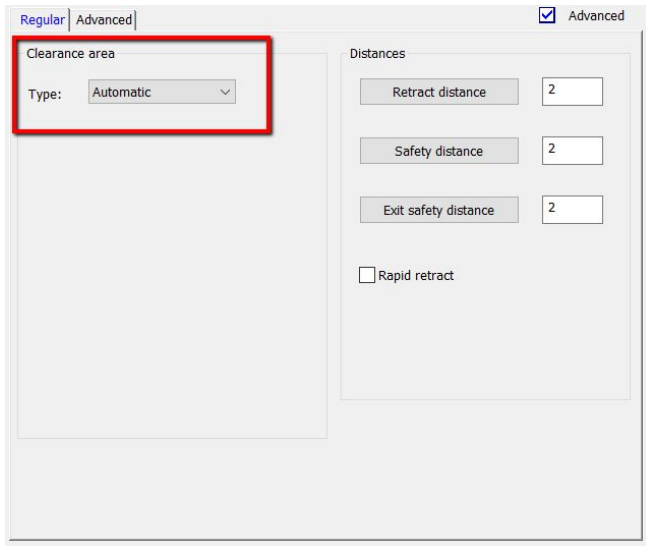 Regular Advanced Advanced
Clearance area
Type: Automatic
Distances
Retract distance 2
Safety distance 2
Exit safety distance 2
Rapid retract